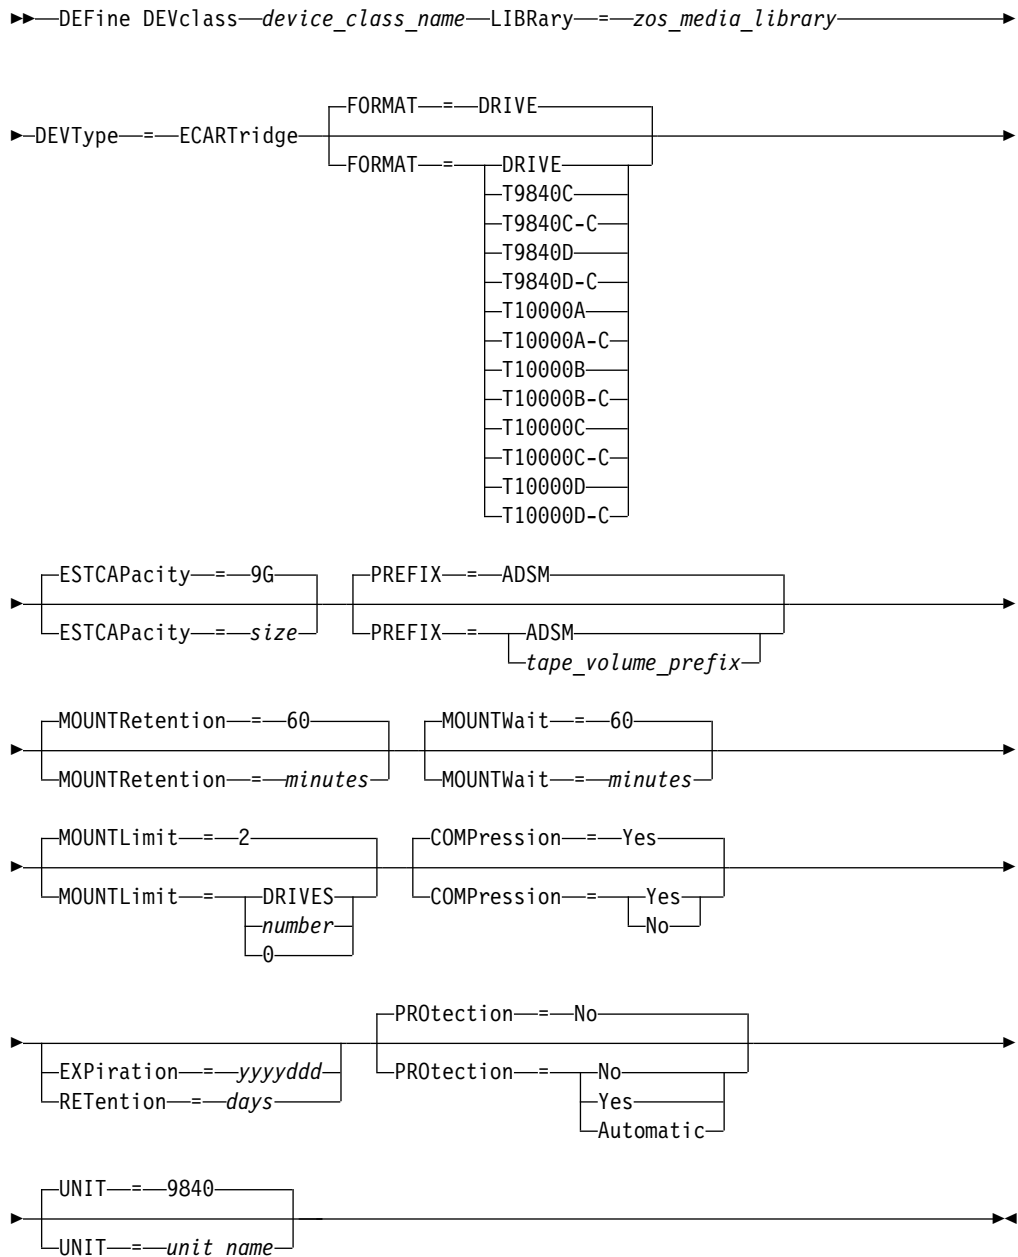 DEFine DEVclass device_class_name LIBRary = zos_media_library
FORMAT = DRIVE
DEVType = ECARTridge
FORMAT = DRIVE
T9840C
T9840C-C
T9840D
T9840D-C
T10000A
T10000A-C
T10000B
T10000B-C
T10000C
T10000C-C
T10000D
T10000D-C
ESTCAPacity = 9G PREFIX = ADSM
ESTCAPacity = size PREFIX = ADSM
tape_volume_prefix
MOUNTRetention = 60 MOUNTWait = 60
MOUNTRetention = minutes MOUNTWait = minutes
MOUNTLimit = 2 COMPression = Yes
MOUNTLimit = DRIVES COMPression = Yes
number No
0
PROtection = No
EXPiration = yyyyddd PROtection = No
RETention = days Yes
Automatic
UNIT = 9840
UNIT = unit name